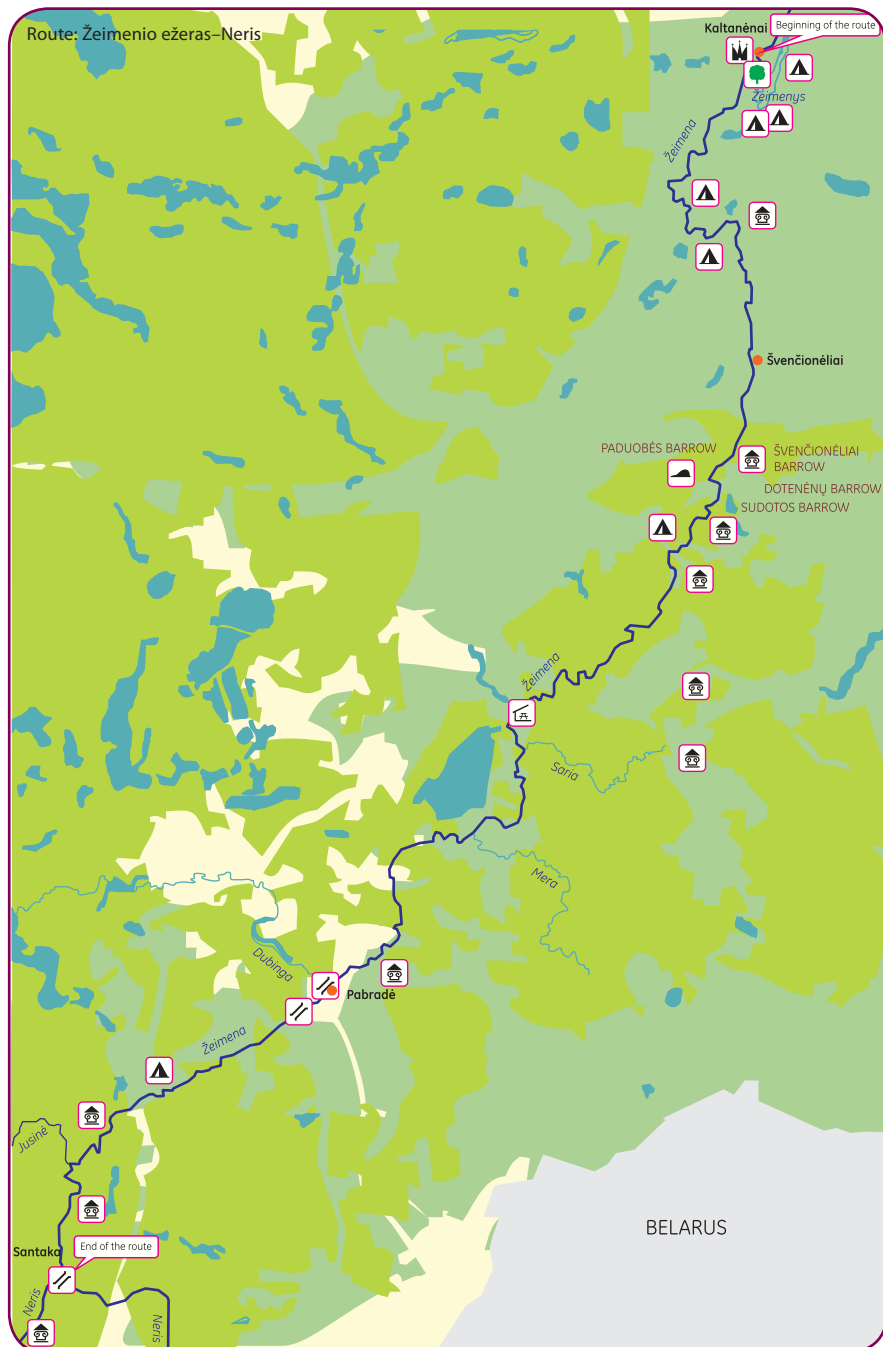 Route: Žeimenio ežeras–Neris
Kaltanėnai
Beginning of the route
Žeimenys
Žeimena
Švenčionėliai
PADUOBĖS BARROW
ŠVENČIONĖLIAI
BARROW
DOTENĖNŲ BARROW
SUDOTOS BARROW
Žeimena
Saria
Mera
Dubinga
Pabradė
Žeimena
Jusinė
BELARUS
Santaka
End of the route
Neris
Neris